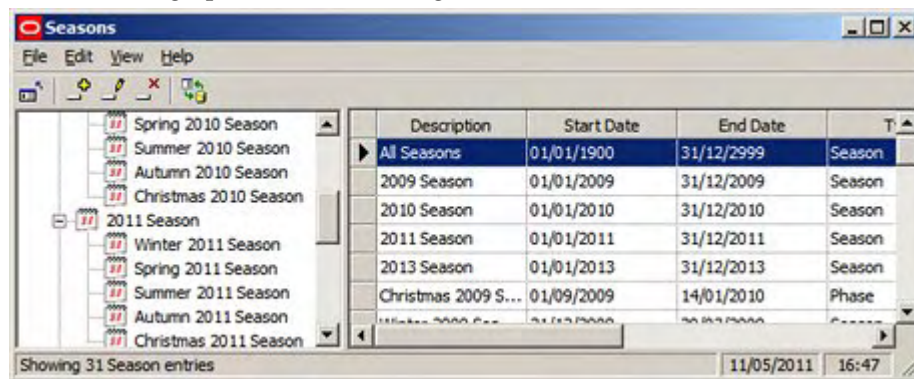 Seasons
File Edit View Help
Spring 2010 Season
Summer 2010 Season
Autumn 2010 Season
Christmas 2010 Season
2011 Season
Winter 2011 Season
Spring 2011 Season
Summer 2011 Season
Autumn 2011 Season
Christmas 2011 Season
Description Start Date End Date T
All Seasons 01/01/1900 31/12/2999 Season
2009 Season 01/01/2009 31/12/2009 Season
2010 Season 01/01/2010 31/12/2010 Season
2011 Season 01/01/2011 31/12/2011 Season
2013 Season 01/01/2013 31/12/2013 Season
Christmas 2009 S... 01/09/2009 14/01/2010 Phase
Showing 31 Season entries 11/05/2011 16:47